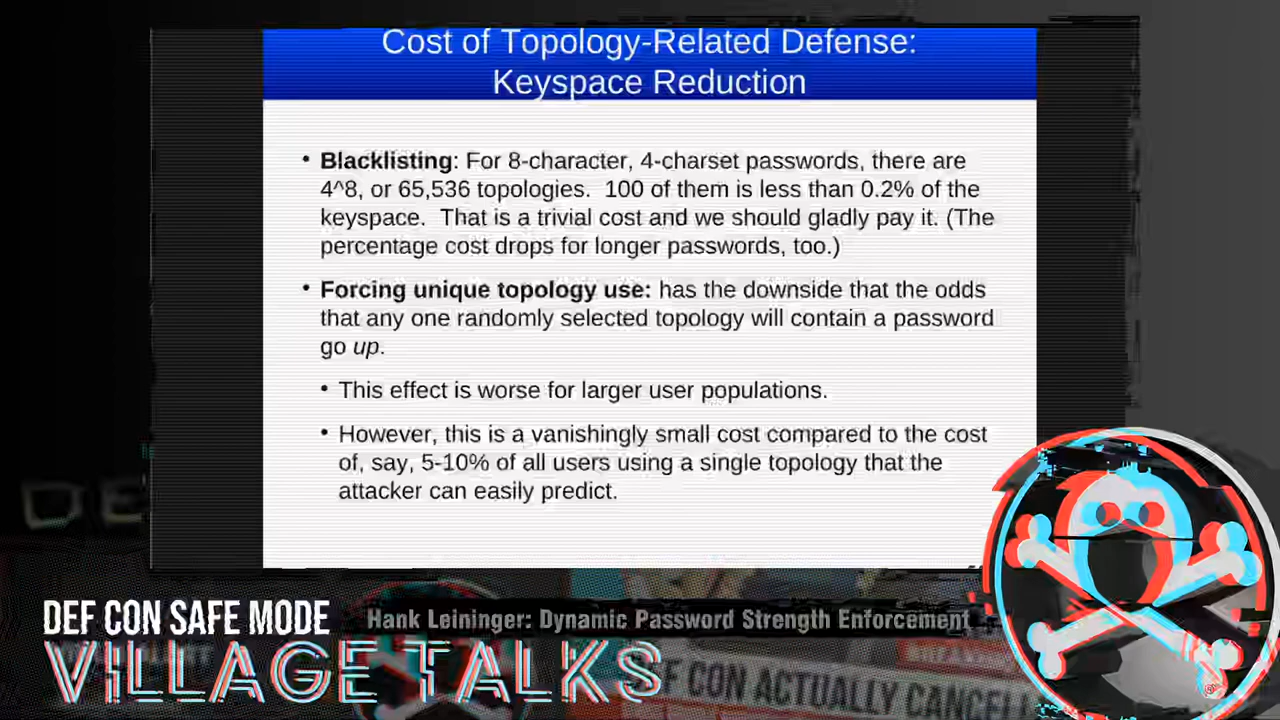 Cost of Topology-Related Defense:
Keyspace Reduction
• Blacklisting: For 8-character, 4-charset passwords, there are
4^8, or 65,536 topologies.  100 of them is less than 0.2% of the
keyspace.  That is a trivial cost and we should gladly pay it. (The
percentage cost drops for longer passwords, too.)
• Forcing unique topology use: has the downside that the odds
that any one randomly selected topology will contain a password
go up.
• This effect is worse for larger user populations.
• However, this is a vanishingly small cost compared to the cost
of, say, 5-10% of all users using a single topology that the
attacker can easily predict.
DE
DEF CON SAFE MODE
Hank Leininger: Dynamic Password Strength Enforcement
VILLAGE TALKS
CON ACTUALLY